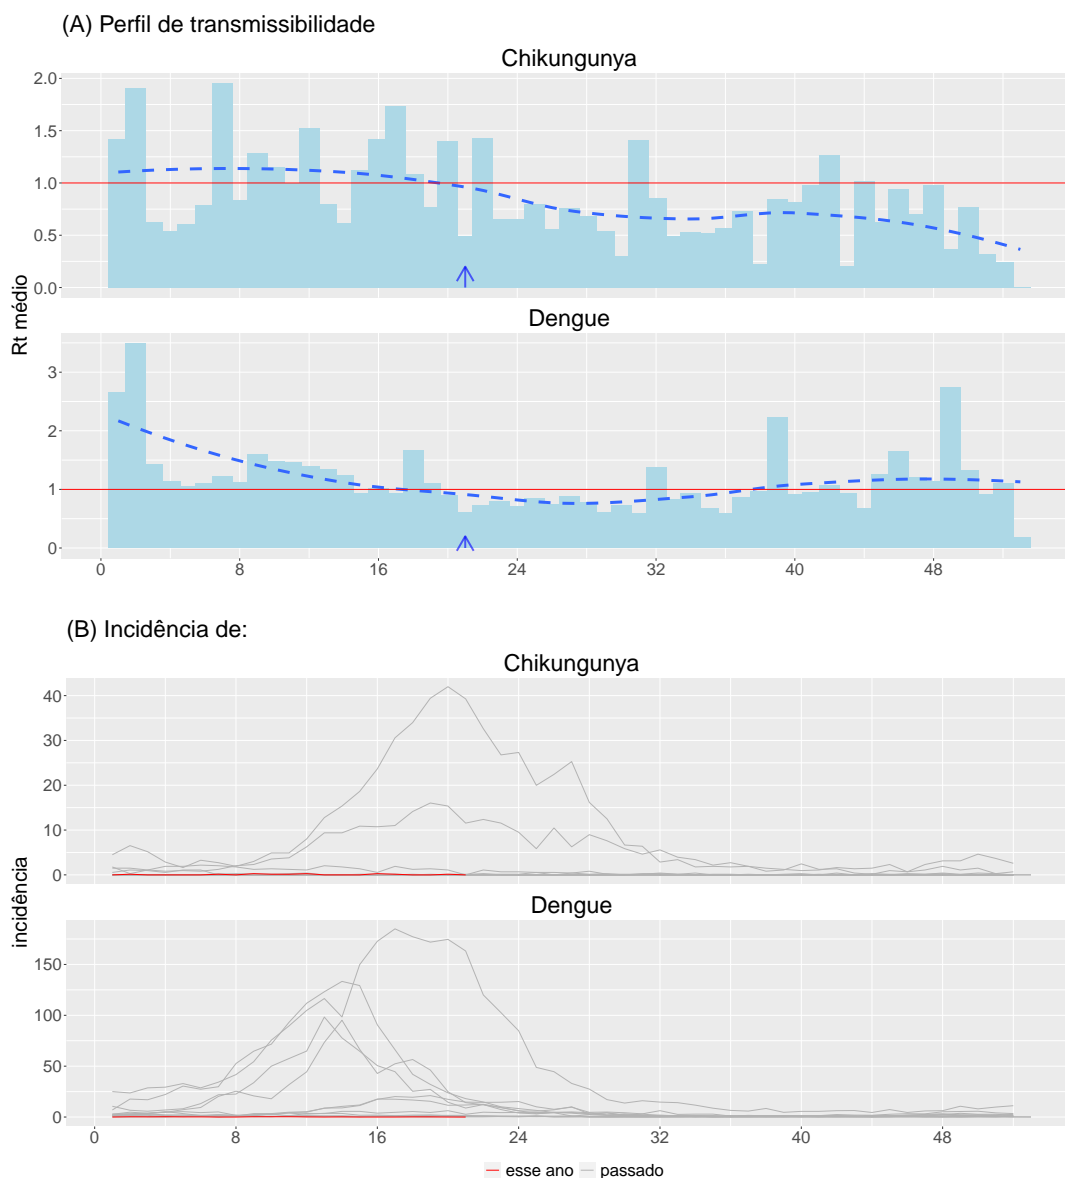 (A) Perfil de transmissibilidade
Chikungunya
2.0
1.5
1.0
0.5
0.0
Rt médio
Dengue
3
2
1
0
0 8 16 24 32 40 48
(B) Incidência de:
Chikungunya
40
30
20
10
0
incidência
Dengue
150
100
50
0
0 8 16 24 32 40 48
esse ano passado